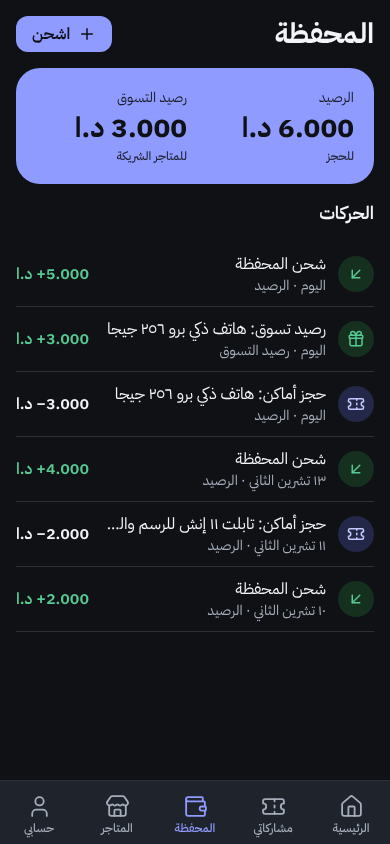 المحفظة
اشحن
الرصيد
6.000 د.ا
للحجز
رصيد التسوق
3.000 د.ا
للمتاجر الشريكة
الحركات
شحن المحفظة
اليوم · الرصيد
+5.000 د.ا
رصيد تسوق: هاتف ذكي برو ٢٥٦ جيجا
اليوم · رصيد التسوق
+3.000 د.ا
حجز أماكن: هاتف ذكي برو ٢٥٦ جيجا
اليوم · الرصيد
−3.000 د.ا
شحن المحفظة
١٣ تشرين الثاني · الرصيد
+4.000 د.ا
حجز أماكن: تابلت ١١ إنش للرسم والـ...
١١ تشرين الثاني · الرصيد
−2.000 د.ا
شحن المحفظة
١٠ تشرين الثاني · الرصيد
+2.000 د.ا
الرئيسية
مشاركاتي
المحفظة
المتاجر
حسابي